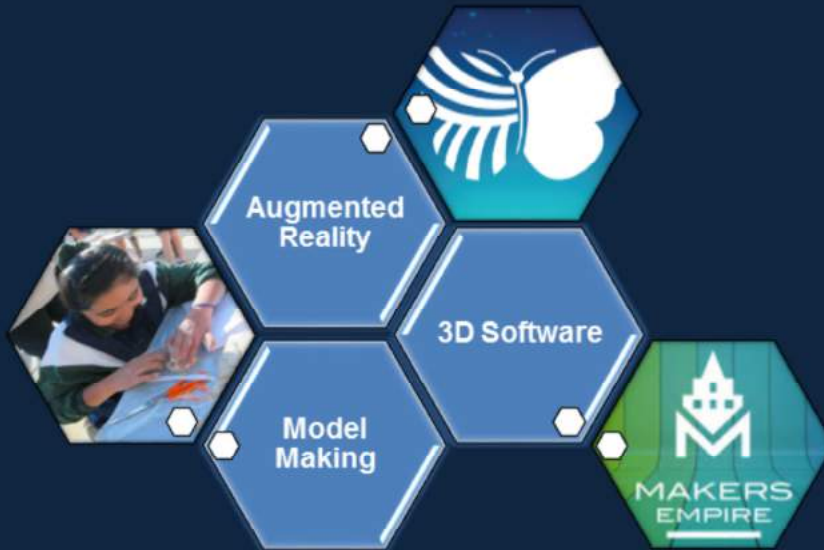 Augmented
Reality
3D Software
Model
Making
M
MAKERS
EMPIRE